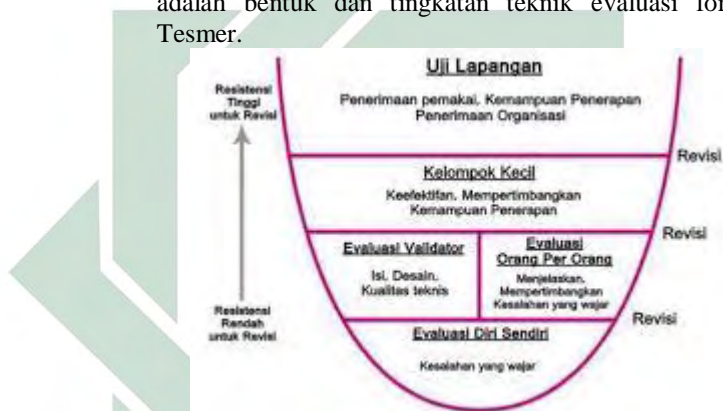 adalah bentuk dan tingkatan teknik evaluasi for
Tesmer.
Uji Lapangan
Resistensi
Tinggi
untuk Revisi
Penerimaan pemakai, Kemampuan Penerapan
Penerimaan Organisasi
Revisi
Kelompok Kecil
Keefektifan, Mempertimbangkan
Kemampuan Penerapan
Revisi
Evaluasi Validator
Isi, Desain,
Kualitas teknis
Evaluasi
Orang Per Orang
Menjelaskan,
Mempertimbangkan
Kesalahan yang wajar
Resistensi
Rendah
untuk Revisi
Revisi
Evaluasi Diri Sendiri
Kesalahan yang wajar